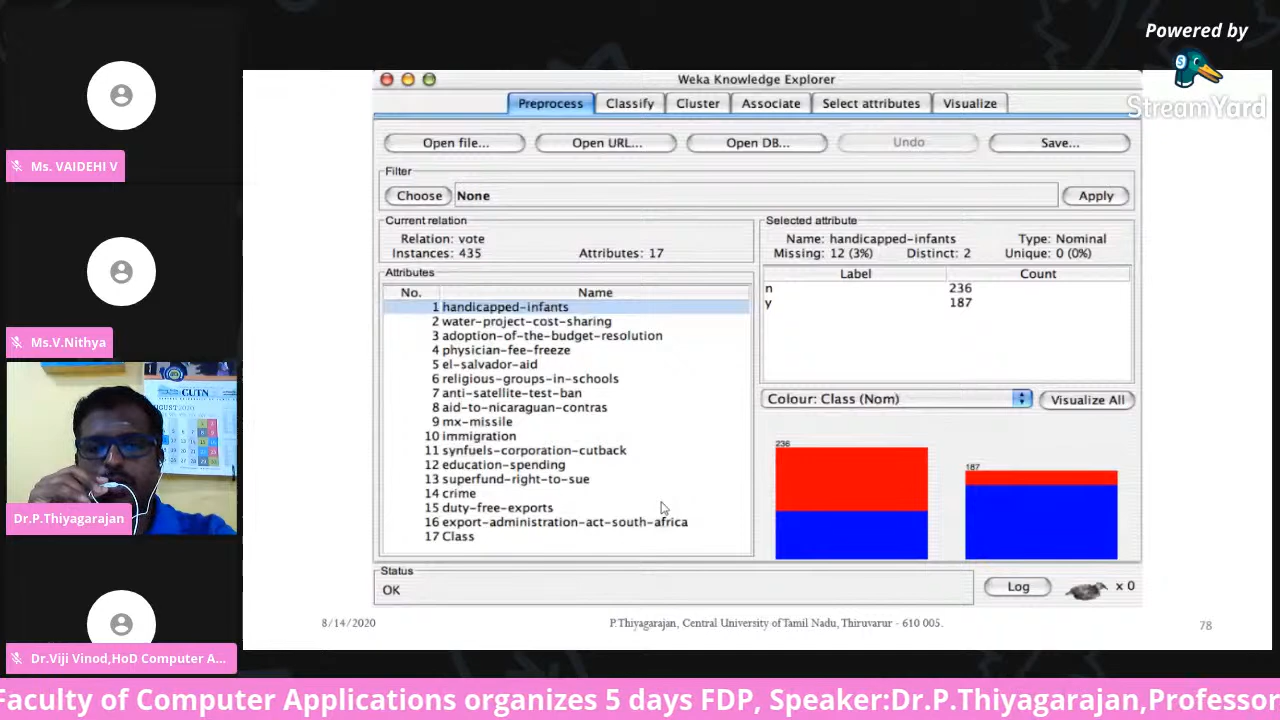 Powered by
StreamYard
Ms. VAIDEHI V
Ms.V.Nithya
CUTN
AUGUST 2020
Dr.P.Thiyagarajan
Dr.Viji Vinod,HoD Computer A...
Weka Knowledge Explorer
Preprocess Classify Cluster Associate Select attributes Visualize
Open file... Open URL... Open DB... Undo Save...
Filter
Choose None Apply
Current relation
Relation: vote
Instances: 435 Attributes: 17
Attributes
No. Name
1 handicapped-infants
2 water-project-cost-sharing
3 adoption-of-the-budget-resolution
4 physician-fee-freeze
5 el-salvador-aid
6 religious-groups-in-schools
7 anti-satellite-test-ban
8 aid-to-nicaraguan-contras
9 mx-missile
10 immigration
11 synfuels-corporation-cutback
12 education-spending
13 superfund-right-to-sue
14 crime
15 duty-free-exports
16 export-administration-act-south-africa
17 Class
Selected attribute
Name: handicapped-infants Type: Nominal
Missing: 12 (3%) Distinct: 2 Unique: 0 (0%)
Label Count
n 236
y 187
Colour: Class (Nom) Visualize All
236
187
Status
OK
Log x 0
8/14/2020 P.Thiyagarajan, Central University of Tamil Nadu, Thiruvarur - 610 005. 78
Faculty of Computer Applications organizes 5 days FDP, Speaker:Dr.P.Thiyagarajan,Professor